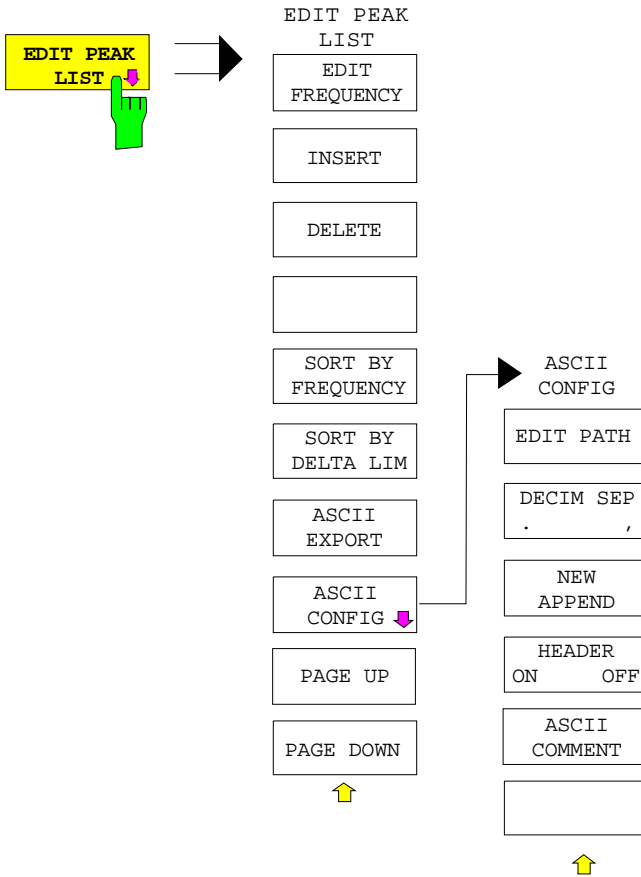 EDIT PEAK
LIST
EDIT PEAK
LIST
EDIT
FREQUENCY
INSERT
DELETE
SORT BY
FREQUENCY
SORT BY
DELTA LIM
ASCII
EXPORT
ASCII
CONFIG
PAGE UP
PAGE DOWN
ASCII
CONFIG
EDIT PATH
DECIM SEP
. ,
NEW
APPEND
HEADER
ON OFF
ASCII
COMMENT